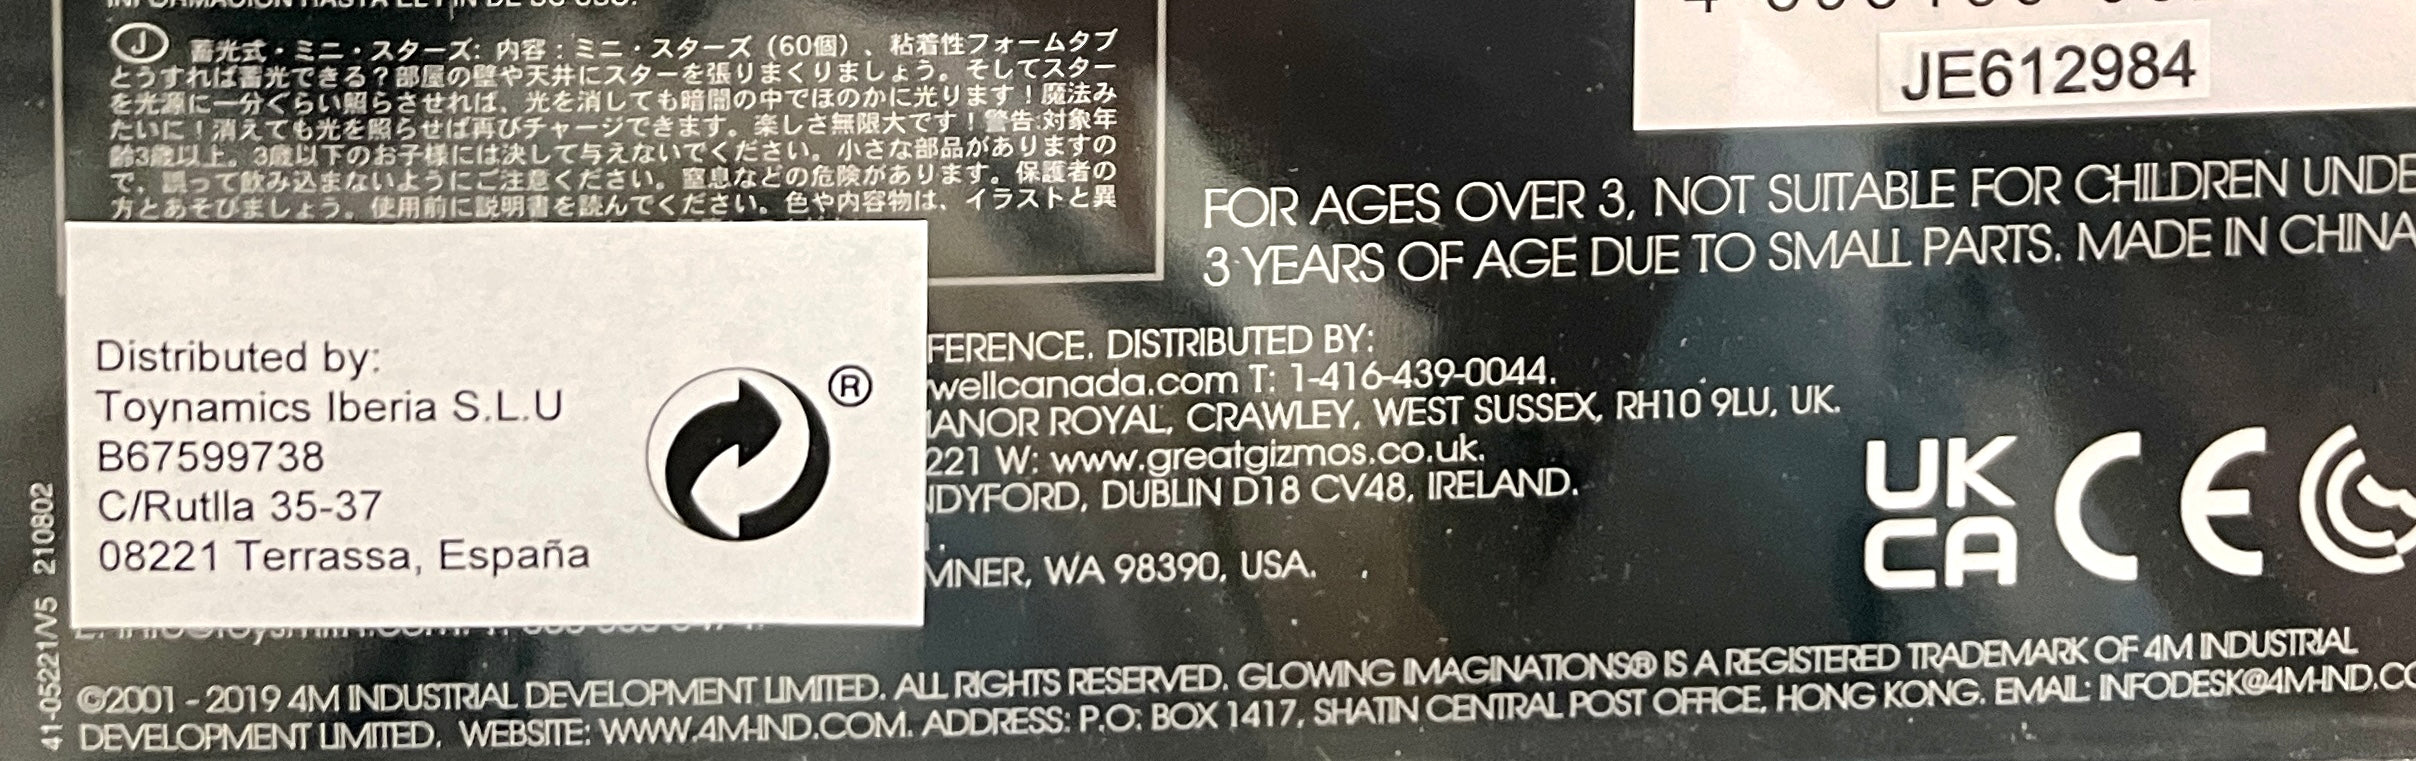 INFORMACIÓN HASTA EL FIN DE SU USO.
J 蓄光式・ミニ・スターズ: 内容：ミニ・スターズ（60個）、粘着性フォームタブ
とうすれば蓄光できる？部屋の壁や天井にスターを張りまくりましょう。そしてスター
を光源に一分ぐらい照らさせれば、光を消しても暗闇の中でほのかに光ります！魔法み
たいに！消えても光を照らせば再びチャージできます。楽しさ無限大です！警告:対象年
齢3歳以上。3歳以下のお子様には決して与えないでください。小さな部品がありますの
で、誤って飲み込まないようにご注意ください。窒息などの危険があります。保護者の
方とあそびましょう。使用前に説明書を読んでください。色や内容物は、イラストと異
JE612984
FOR AGES OVER 3, NOT SUITABLE FOR CHILDREN UNDE
3 YEARS OF AGE DUE TO SMALL PARTS. MADE IN CHINA
Distributed by:
Toynamics Iberia S.L.U
B67599738
C/Rutlla 35-37
08221 Terrassa, España
®
FERENCE. DISTRIBUTED BY:
wellcanada.com T: 1-416-439-0044.
ANOR ROYAL, CRAWLEY, WEST SUSSEX, RH10 9LU, UK.
221 W: www.greatgizmos.co.uk.
NDYFORD, DUBLIN D18 CV48, IRELAND.
MNER, WA 98390, USA.
UK
CA
CE
41-05221/V5 210802
©2001 - 2019 4M INDUSTRIAL DEVELOPMENT LIMITED. ALL RIGHTS RESERVED. GLOWING IMAGINATIONS® IS A REGISTERED TRADEMARK OF 4M INDUSTRIAL
DEVELOPMENT LIMITED. WEBSITE: WWW.4M-IND.COM. ADDRESS: P.O. BOX 1417, SHATIN CENTRAL POST OFFICE, HONG KONG. EMAIL: INFODESK@4M-IND.CO